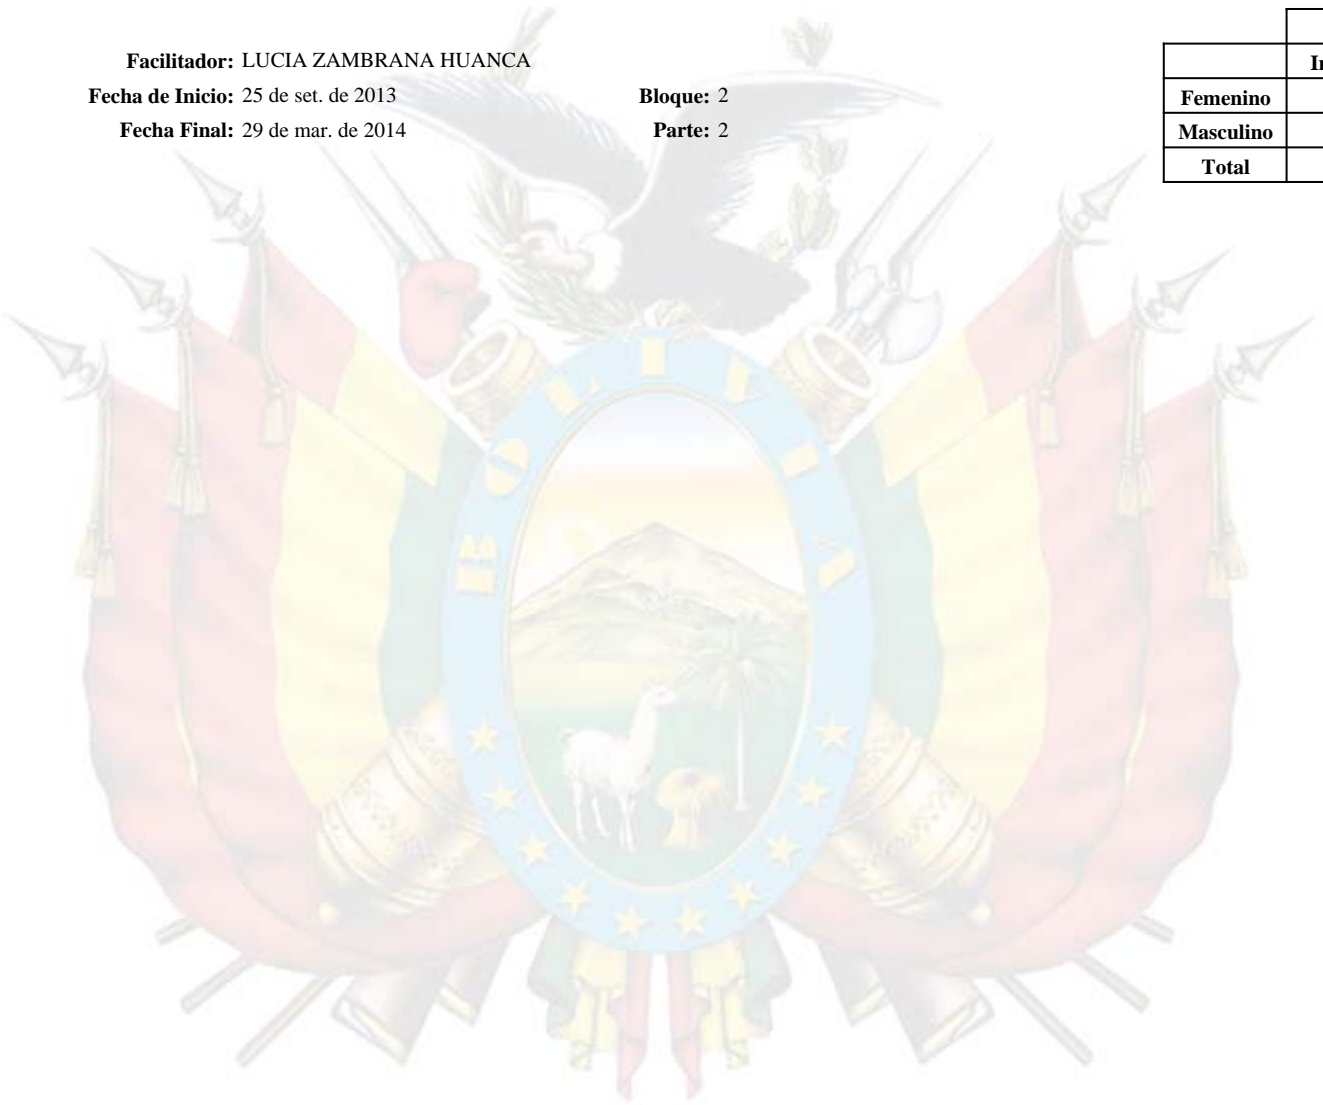 Facilitador: LUCIA ZAMBRANA HUANCA
Fecha de Inicio: 25 de set. de 2013 Bloque: 2
Fecha Final: 29 de mar. de 2014 Parte: 2
Femenino
Masculino
Total
BOLIVIA